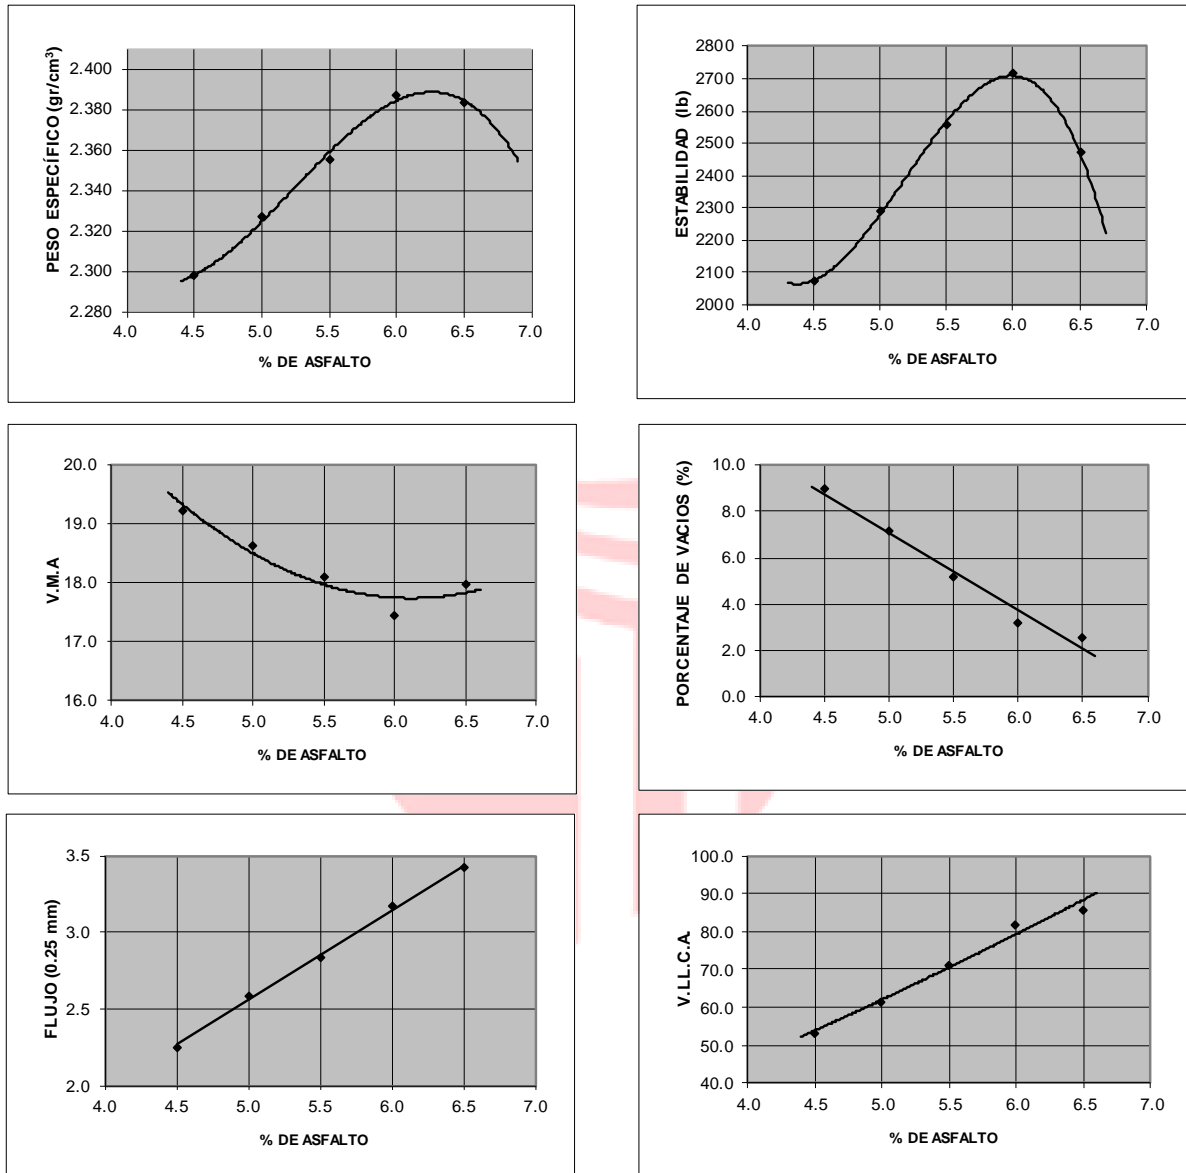 PESO ESPECÍFICO (gr/cm³)
2.400
2.380
2.360
2.340
2.320
2.300
2.280
4.0 4.5 5.0 5.5 6.0 6.5 7.0
% DE ASFALTO
ESTABILIDAD (lb)
2800
2700
2600
2500
2400
2300
2200
2100
2000
4.0 4.5 5.0 5.5 6.0 6.5 7.0
% DE ASFALTO
V.M.A
20.0
19.0
18.0
17.0
16.0
4.0 4.5 5.0 5.5 6.0 6.5 7.0
% DE ASFALTO
PORCENTAJE DE VACIOS (%)
10.0
8.0
6.0
4.0
2.0
0.0
4.0 4.5 5.0 5.5 6.0 6.5 7.0
% DE ASFALTO
FLUJO (0.25 mm)
3.5
3.0
2.5
2.0
4.0 4.5 5.0 5.5 6.0 6.5 7.0
% DE ASFALTO
V.LL.C.A.
100.0
90.0
80.0
70.0
60.0
50.0
40.0
4.0 4.5 5.0 5.5 6.0 6.5 7.0
% DE ASFALTO